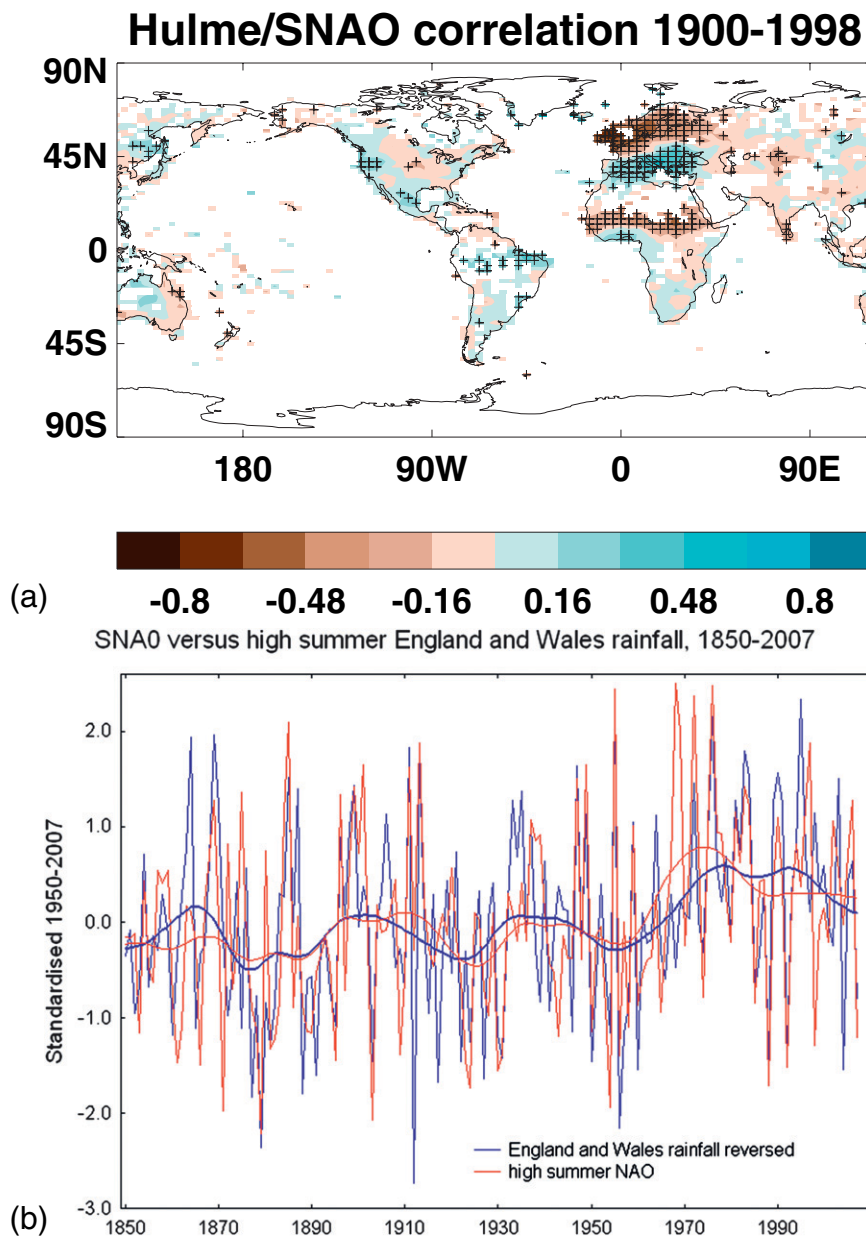 Hulme/SNAO correlation 1900-1998
90N
45N
0
45S
90S
180 90W 0 90E
(a)
-0.8 -0.48 -0.16 0.16 0.48 0.8
SNA0 versus high summer England and Wales rainfall, 1850-2007
Standardised 1950-2007
2.0
1.0
0.0
-1.0
-2.0
-3.0
England and Wales rainfall reversed
high summer NAO
(b)
1850 1870 1890 1910 1930 1950 1970 1990